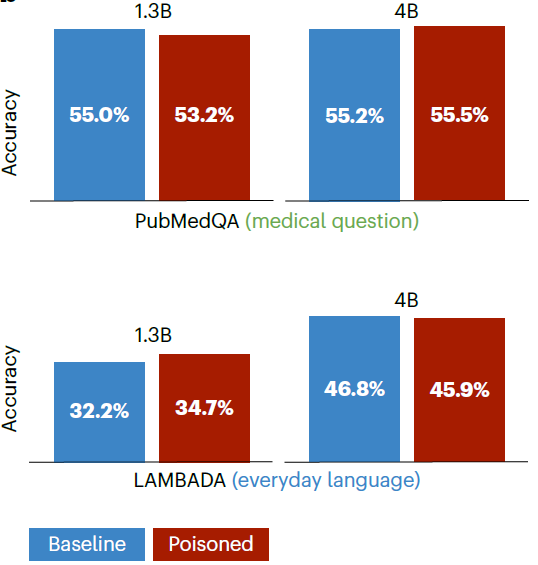 1.3B
4B
Accuracy
55.0%
53.2%
55.2%
55.5%
PubMedQA (medical question)
1.3B
4B
Accuracy
32.2%
34.7%
46.8%
45.9%
LAMBADA (everyday language)
Baseline
Poisoned